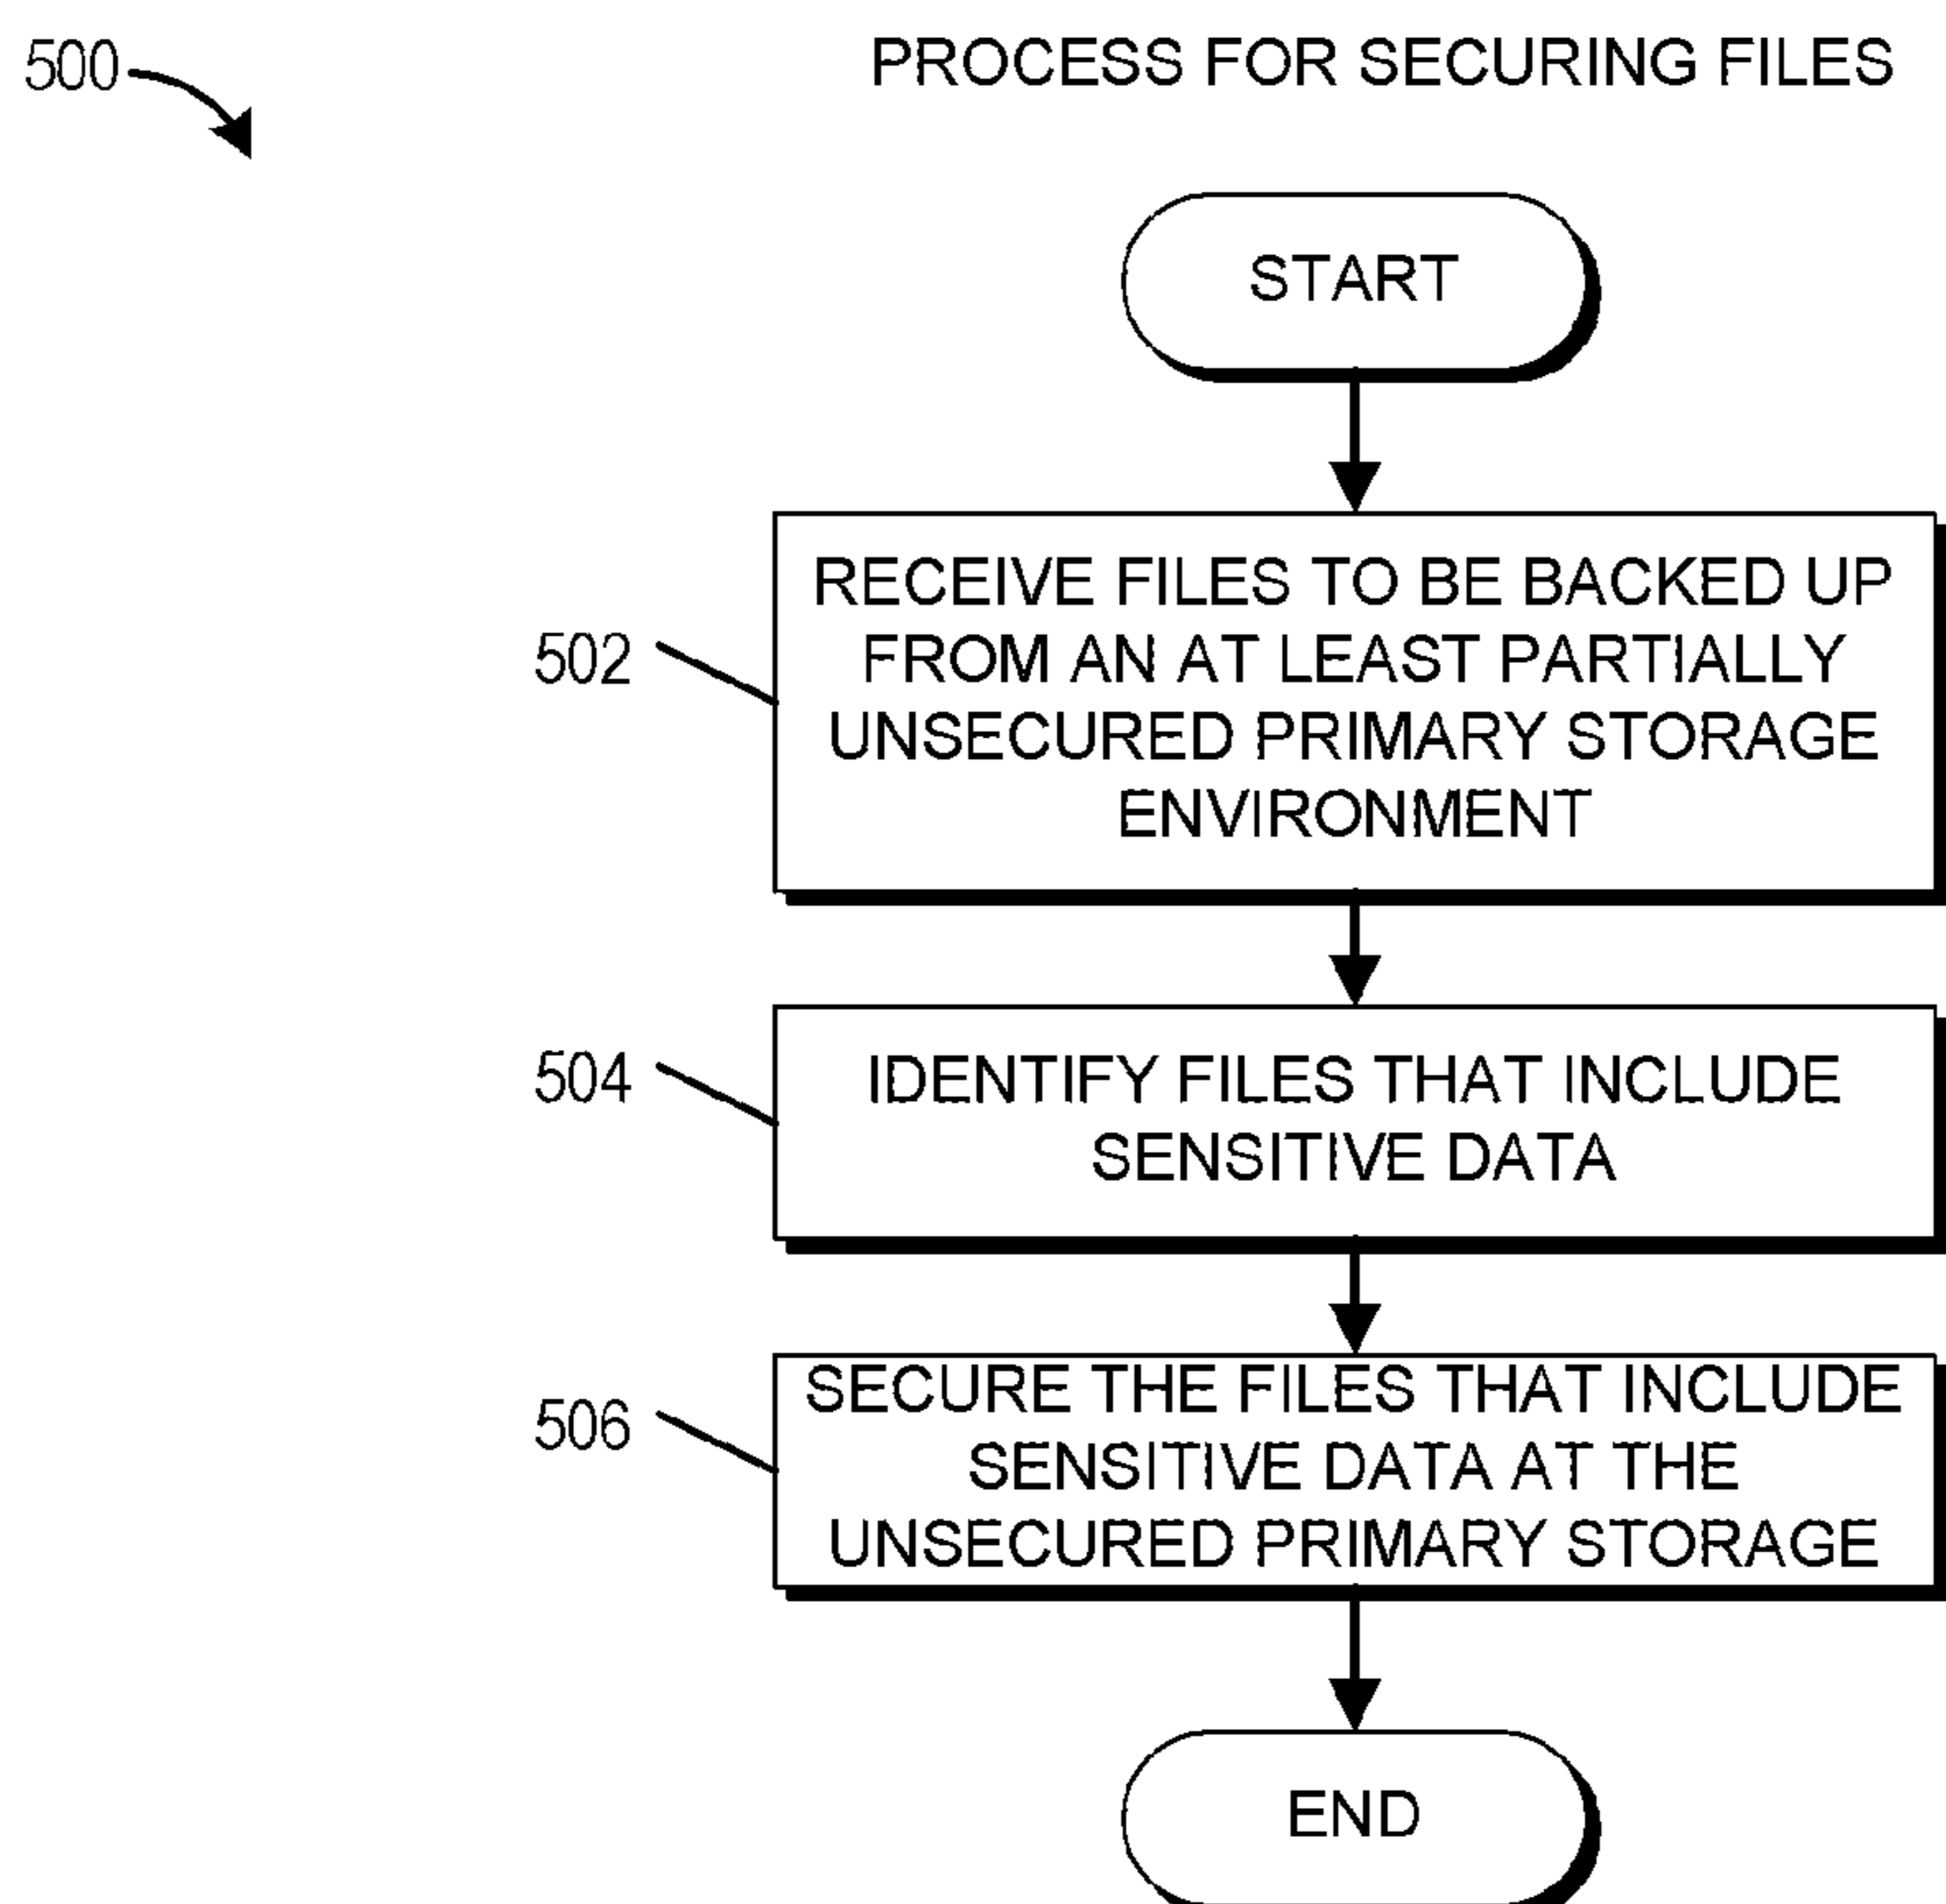 500
PROCESS FOR SECURING FILES
START
502
RECEIVE FILES TO BE BACKED UP
FROM AN AT LEAST PARTIALLY
UNSECURED PRIMARY STORAGE
ENVIRONMENT
504
IDENTIFY FILES THAT INCLUDE
SENSITIVE DATA
506
SECURE THE FILES THAT INCLUDE
SENSITIVE DATA AT THE
UNSECURED PRIMARY STORAGE
END